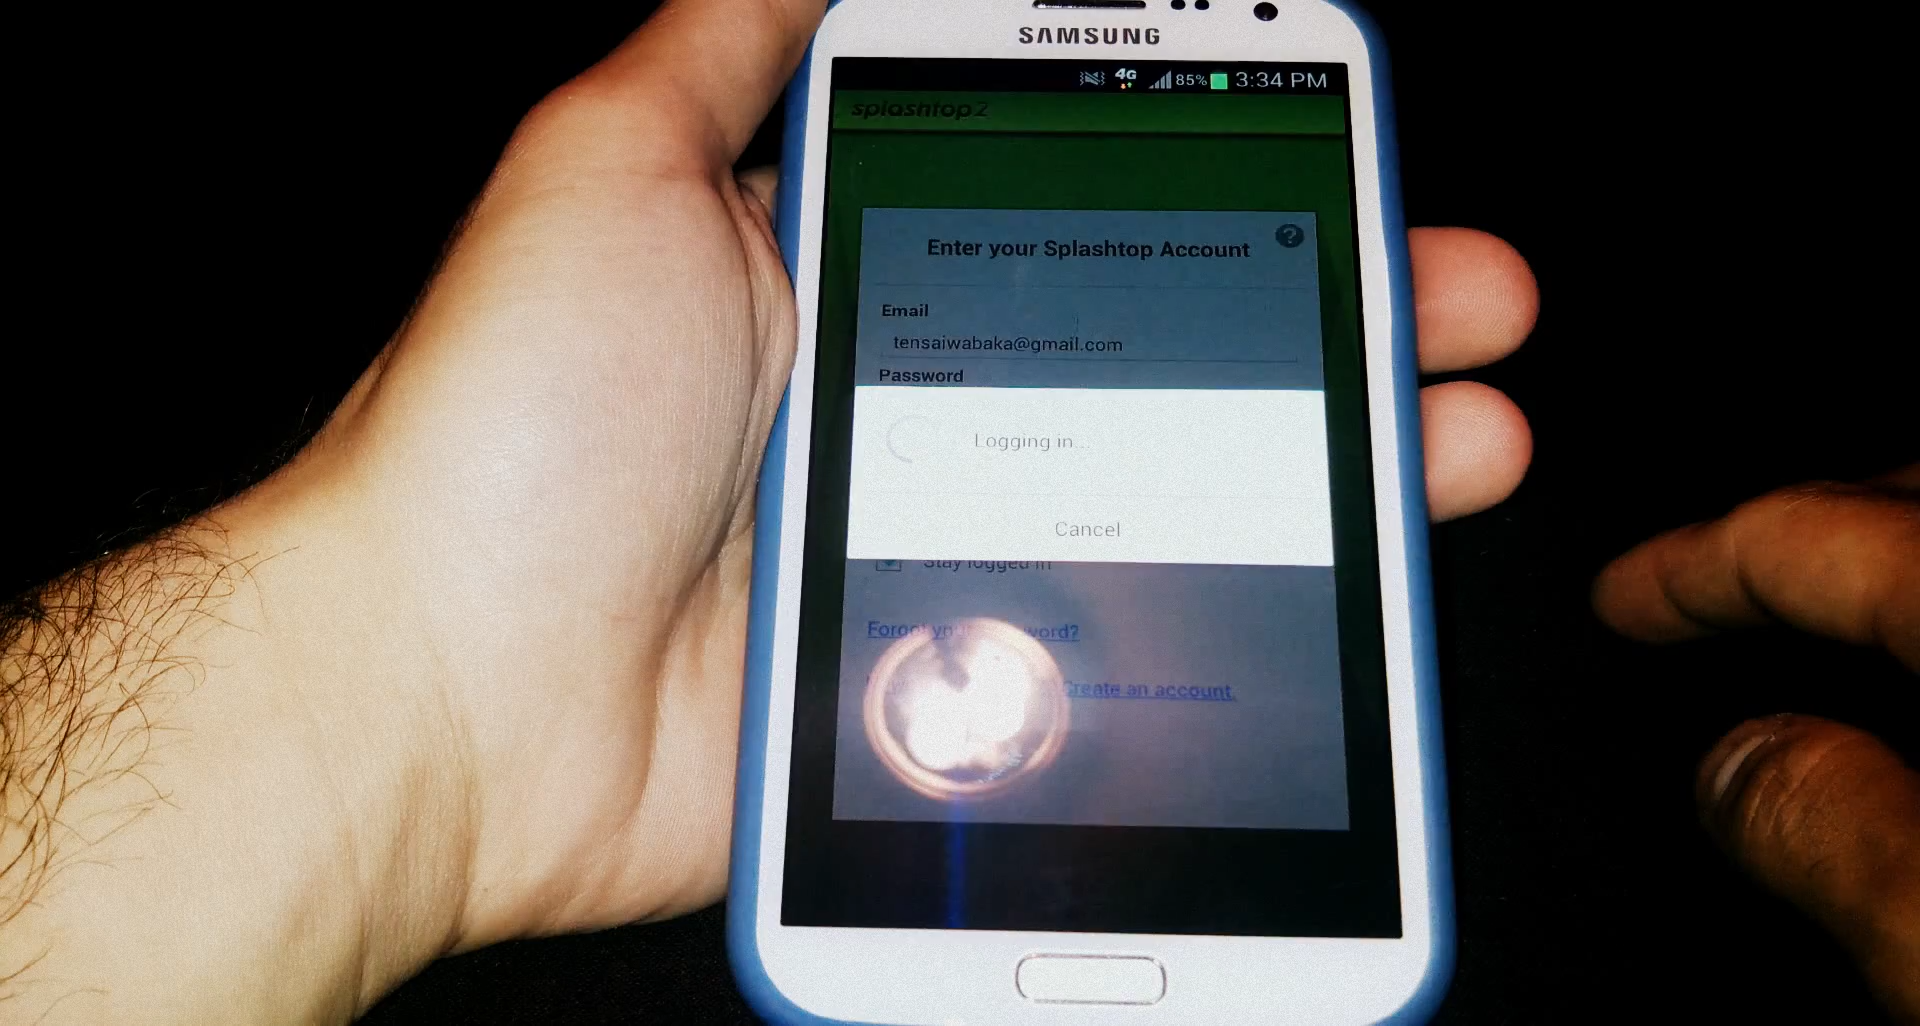 SAMSUNG
4G 85% 3:34 PM
splashtop2
Enter your Splashtop Account ?
Email
tensaiwabaka@gmail.com
Password
Logging in...
Cancel
Stay logged in
Forgot your password?
Create an account.